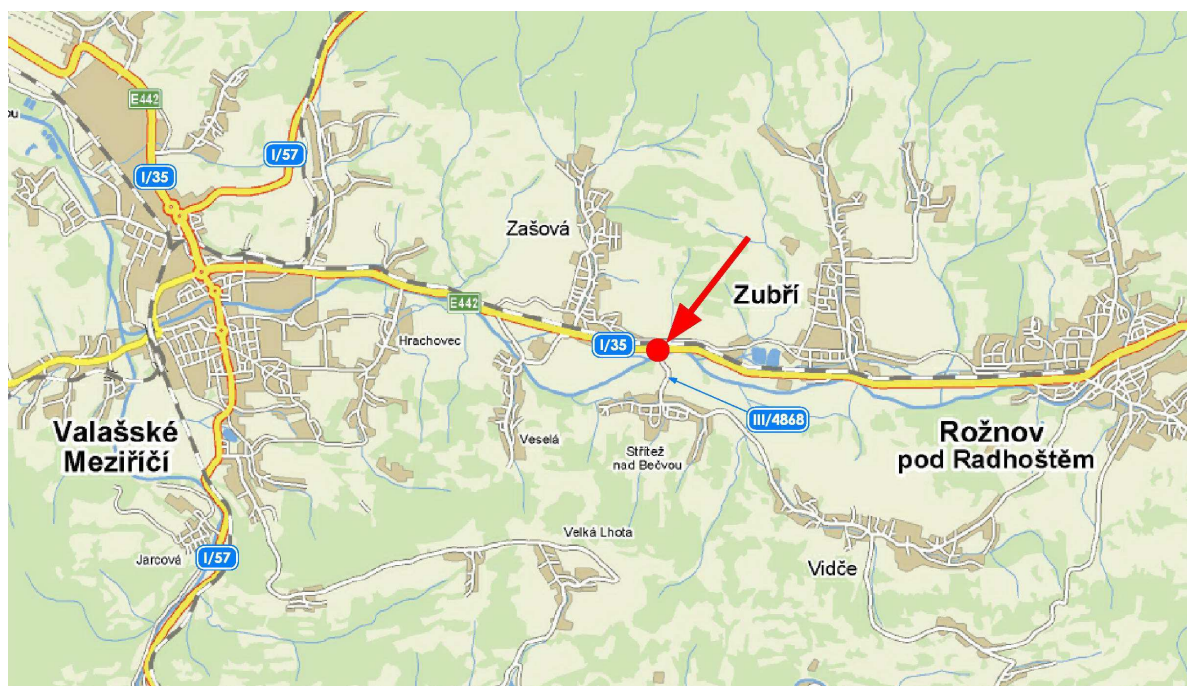 E442
ou
I/57
I/35
Zašová
Zubří
E442
I/35
Hrachovec
III/4868
Valašské
Meziříčí
Veselá
Střítež
nad Bečvou
Rožnov
pod Radhoštěm
Velká Lhota
Jarcová
I/57
Vidče